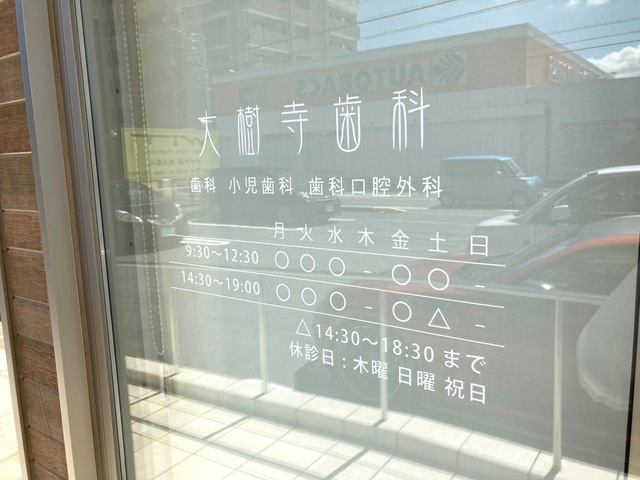 AUTOBACS
大樹寺歯科
歯科 小児歯科 歯科口腔外科
月 火 水 木 金 土 日
9:30～12:30 ○ ○ ○ - ○ ○ -
14:30～19:00 ○ ○ ○ - ○ △ -
△14:30～18:30 まで
休診日：木曜 日曜 祝日